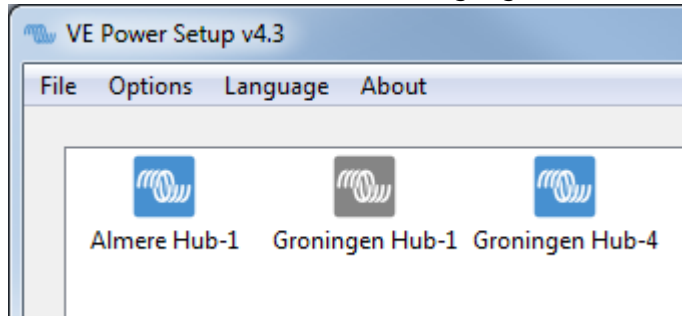 VE Power Setup v4.3
File Options Language About
Almere Hub-1 Groningen Hub-1 Groningen Hub-4